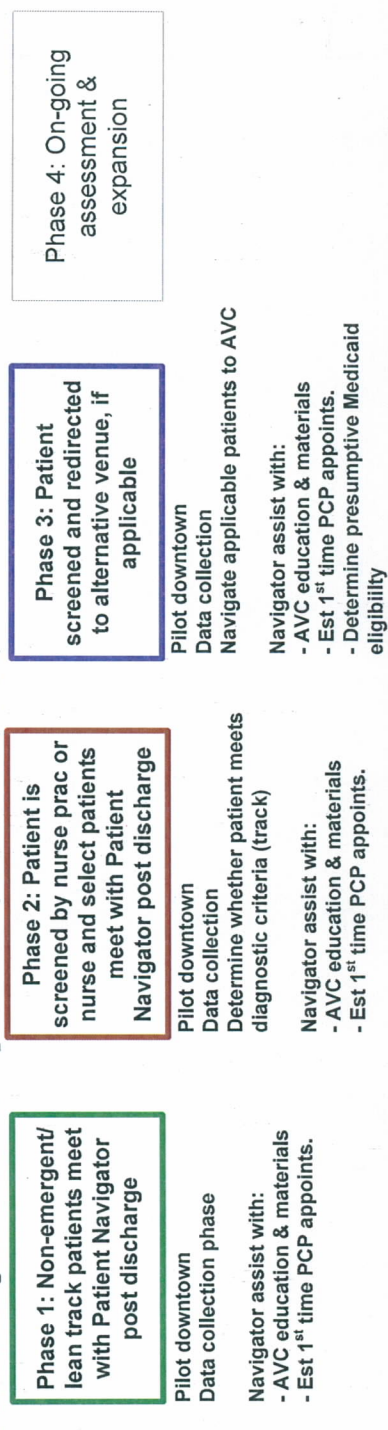 Phase 1: Non-emergent/
lean track patients meet
with Patient Navigator
post discharge
Pilot downtown
Data collection phase
Navigator assist with:
- AVC education & materials
- Est 1st time PCP appoints.
Phase 2: Patient is
screened by nurse prac or
nurse and select patients
meet with Patient
Navigator post discharge
Pilot downtown
Data collection
Determine whether patient meets
diagnostic criteria (track)
Navigator assist with:
- AVC education & materials
- Est 1st time PCP appoints.
Phase 3: Patient
screened and redirected
to alternative venue, if
applicable
Pilot downtown
Data collection
Navigate applicable patients to AVC
Navigator assist with:
- AVC education & materials
- Est 1st time PCP appoints.
- Determine presumptive Medicaid
eligibiilty
Phase 4: On-going
assessment &
expansion